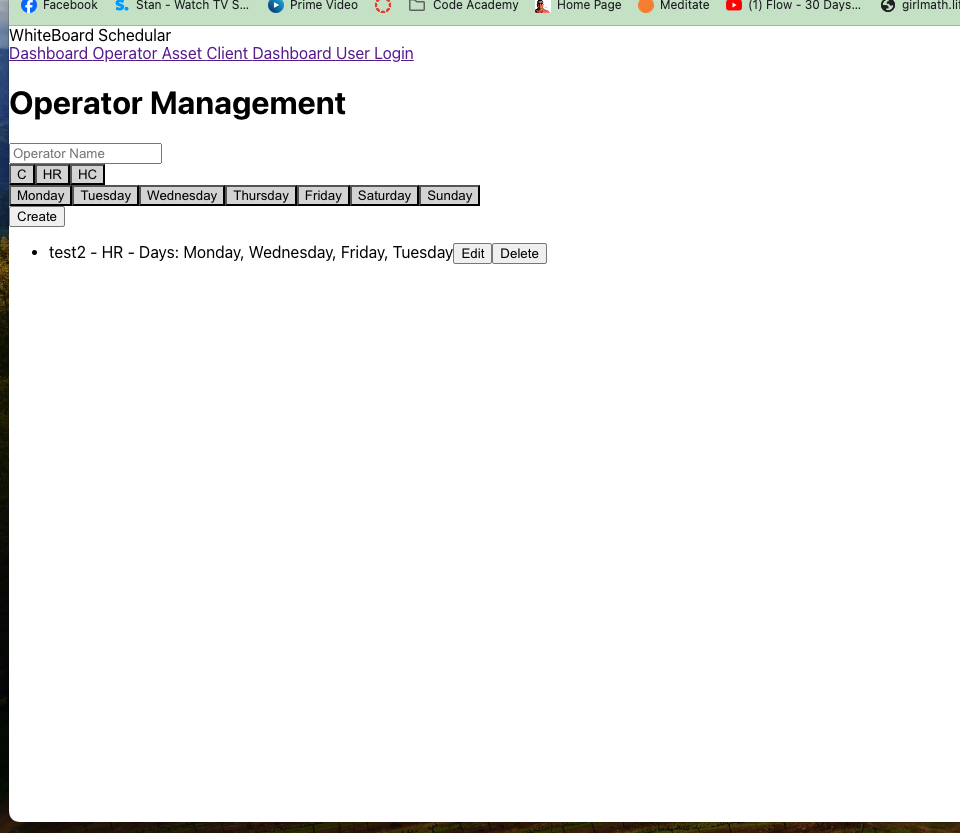 Facebook Stan - Watch TV S... Prime Video Code Academy Home Page Meditate (1) Flow - 30 Days... girlmath.lif
WhiteBoard Schedular
Dashboard Operator Asset Client Dashboard User Login
Operator Management
Operator Name
C HR HC
Monday Tuesday Wednesday Thursday Friday Saturday Sunday
Create
• test2 - HR - Days: Monday, Wednesday, Friday, Tuesday Edit Delete